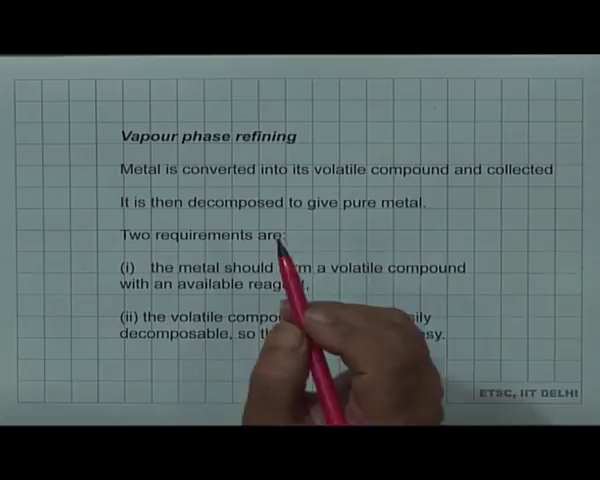 Vapour phase refining
Metal is converted into its volatile compound and collected
It is then decomposed to give pure metal.
Two requirements are:
(i) the metal should a volatile compound
with an available
(ii) the volatile
decomposable, so
ETSC, IIT DELHI